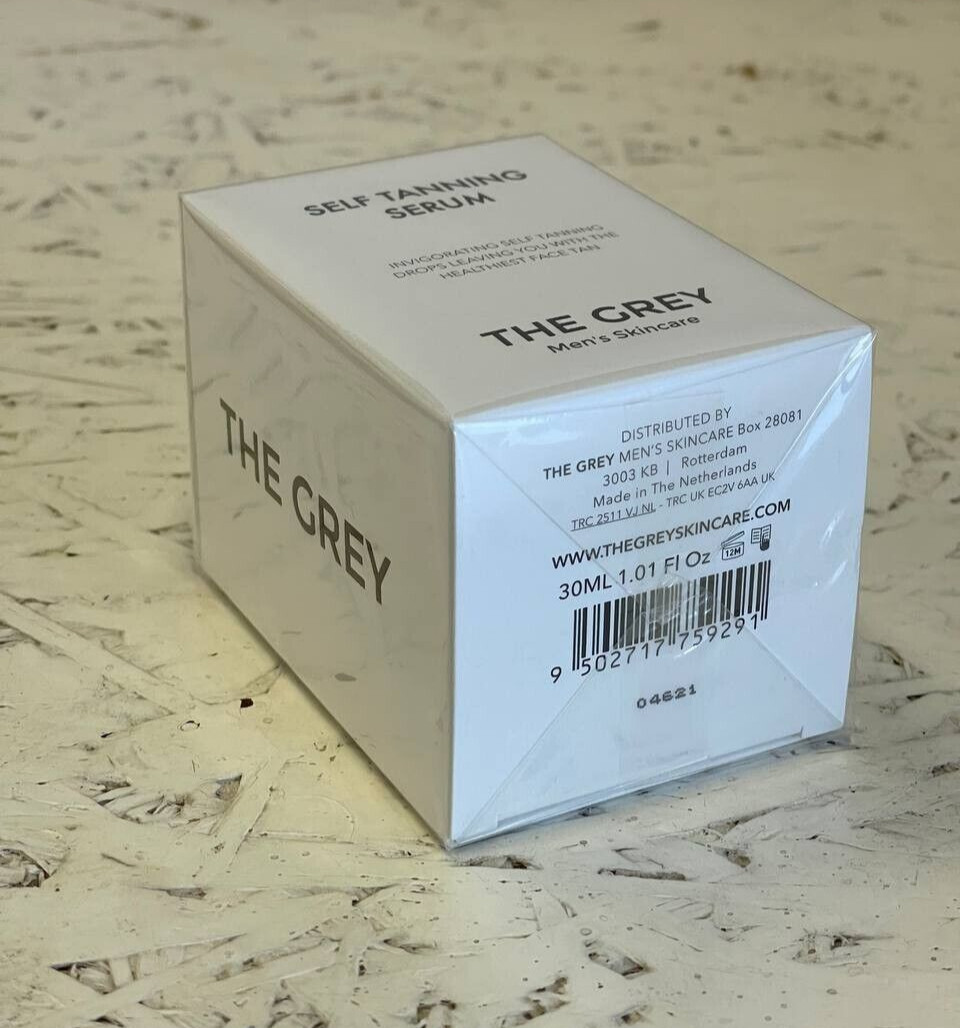 SELF TANNING
SERUM
INVIGORATING SELF TANNING
DROPS LEAVING YOU WITH THE
HEALTHIEST FACE TAN
THE GREY
Men's Skincare
THE GREY
DISTRIBUTED BY
THE GREY MEN'S SKINCARE Box 28081
3003 KB | Rotterdam
Made in The Netherlands
TRC 2511 VJ NL - TRC UK EC2V 6AA UK
WWW.THEGREYSKINCARE.COM
30ML 1.01 Fl Oz 12M
9 502717 759291
04621